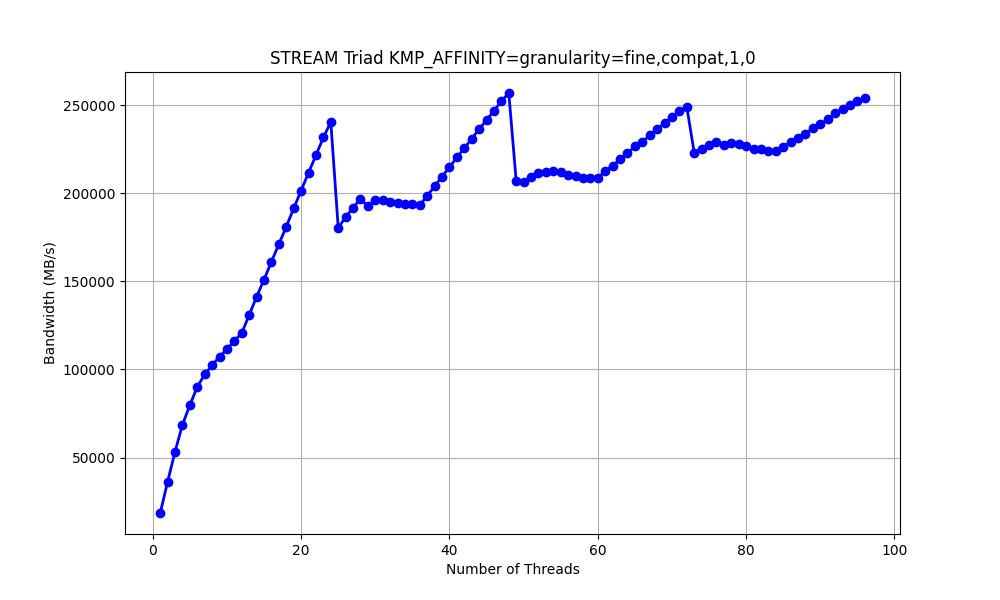 STREAM Triad KMP_AFFINITY=granularity=fine,compat,1,0
250000
200000
150000
100000
50000
Bandwidth (MB/s)
0 20 40 60 80 100
Number of Threads